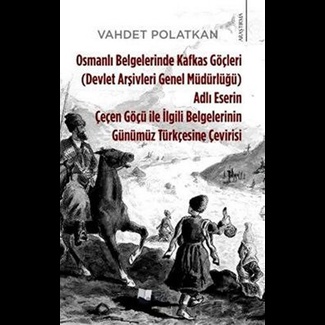 VAHDET POLATKAN
ARAŞTIRMA
Osmanlı Belgelerinde Kafkas Göçleri
(Devlet Arşivleri Genel Müdürlüğü)
Adlı Eserin
Çeçen Göçü ile İlgili Belgelerinin
Günümüz Türkçesine Çevirisi